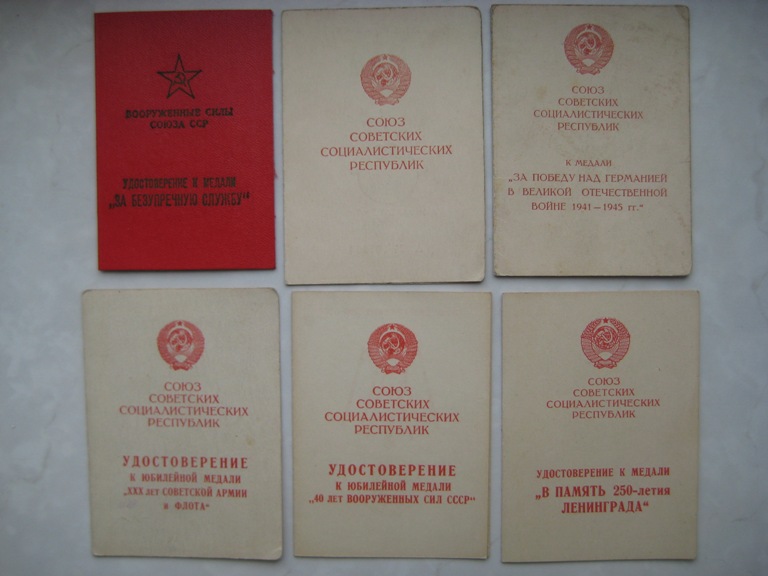 ВООРУЖЕННЫЕ СИЛЫ
СОЮЗА ССР
УДОСТОВЕРЕНИЕ К МЕДАЛИ
„ЗА БЕЗУПРЕЧНУЮ СЛУЖБУ“
СОЮЗ
СОВЕТСКИХ
СОЦИАЛИСТИЧЕСКИХ
РЕСПУБЛИК
СОЮЗ
СОВЕТСКИХ
СОЦИАЛИСТИЧЕСКИХ
РЕСПУБЛИК
К МЕДАЛИ
„ЗА ПОБЕДУ НАД ГЕРМАНИЕЙ
В ВЕЛИКОЙ ОТЕЧЕСТВЕННОЙ
ВОЙНЕ 1941—1945 гг.“
СОЮЗ
СОВЕТСКИХ
СОЦИАЛИСТИЧЕСКИХ
РЕСПУБЛИК
УДОСТОВЕРЕНИЕ
К ЮБИЛЕЙНОЙ МЕДАЛИ
„XXX лет СОВЕТСКОЙ АРМИИ
и ФЛОТА“
СОЮЗ
СОВЕТСКИХ
СОЦИАЛИСТИЧЕСКИХ
РЕСПУБЛИК
УДОСТОВЕРЕНИЕ
К ЮБИЛЕЙНОЙ МЕДАЛИ
„40 ЛЕТ ВООРУЖЕННЫХ СИЛ СССР“
СОЮЗ
СОВЕТСКИХ
СОЦИАЛИСТИЧЕСКИХ
РЕСПУБЛИК
УДОСТОВЕРЕНИЕ К МЕДАЛИ
„В ПАМЯТЬ 250-летия
ЛЕНИНГРАДА“